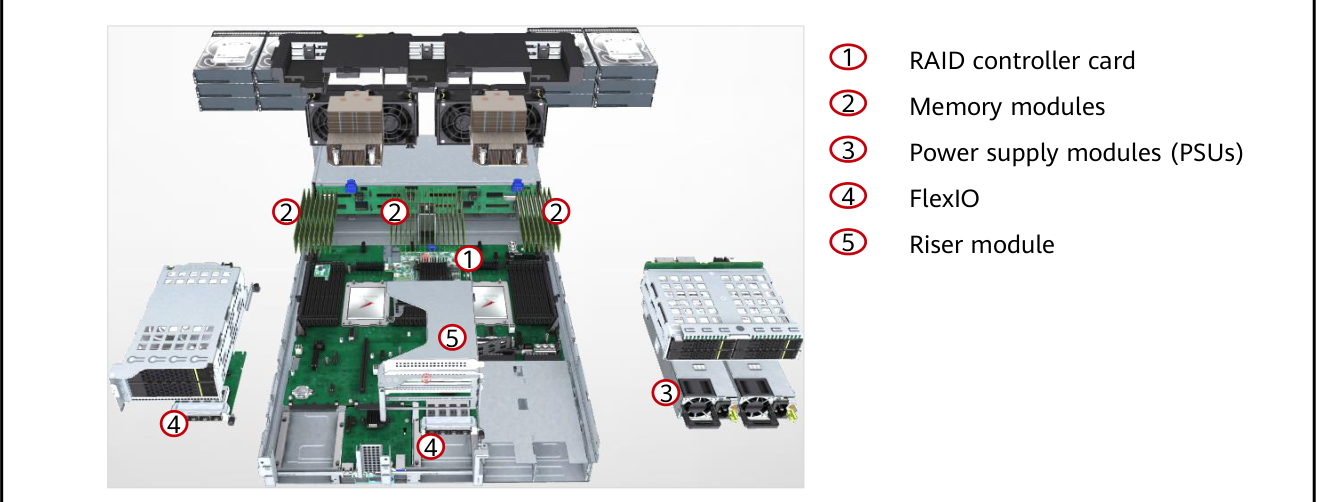 1 RAID controller card
2 Memory modules
3 Power supply modules (PSUs)
4 FlexIO
5 Riser module
2 2 2
1
5
3
4
4